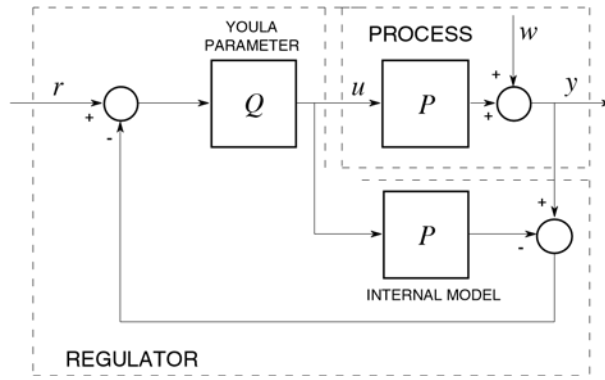 YOULA
PARAMETER
PROCESS
w
r
+
-
Q
u
P
+
+
y
P
+
-
INTERNAL MODEL
REGULATOR